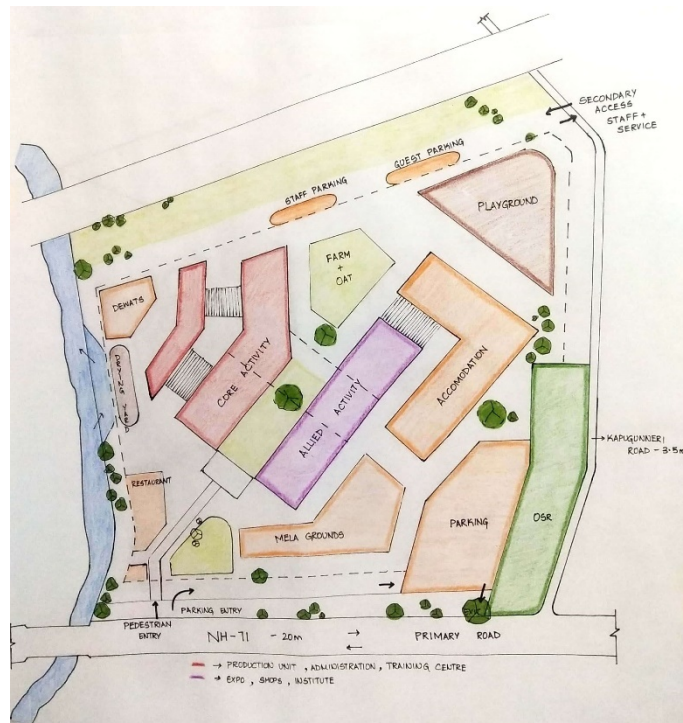 SECONDARY
ACCESS
STAFF +
SERVICE
GUEST PARKING
STAFF PARKING
PLAYGROUND
FARM
+
OAT
DEWATS
DRYING YARD
CORE ACTIVITY
ALLIED ACTIVITY
ACCOMODATION
KAPUGUNNERI
ROAD - 3.5m
RESTAURANT
MELA GROUNDS
PARKING
OSR
PARKING ENTRY
PEDESTRIAN
ENTRY
NH-71 - 20m
PRIMARY ROAD
→ PRODUCTION UNIT , ADMINISTRATION , TRAINING CENTRE
→ EXPO , SHOPS , INSTITUTE